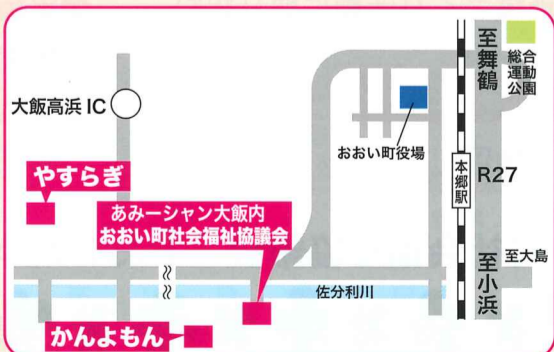 至舞鶴
総合
運動
公園
大飯高浜 IC
おおい町役場
本郷駅
R27
やすらぎ
あみーシャン大飯内
おおい町社会福祉協議会
至大島
至小浜
佐分利川
かんよもん